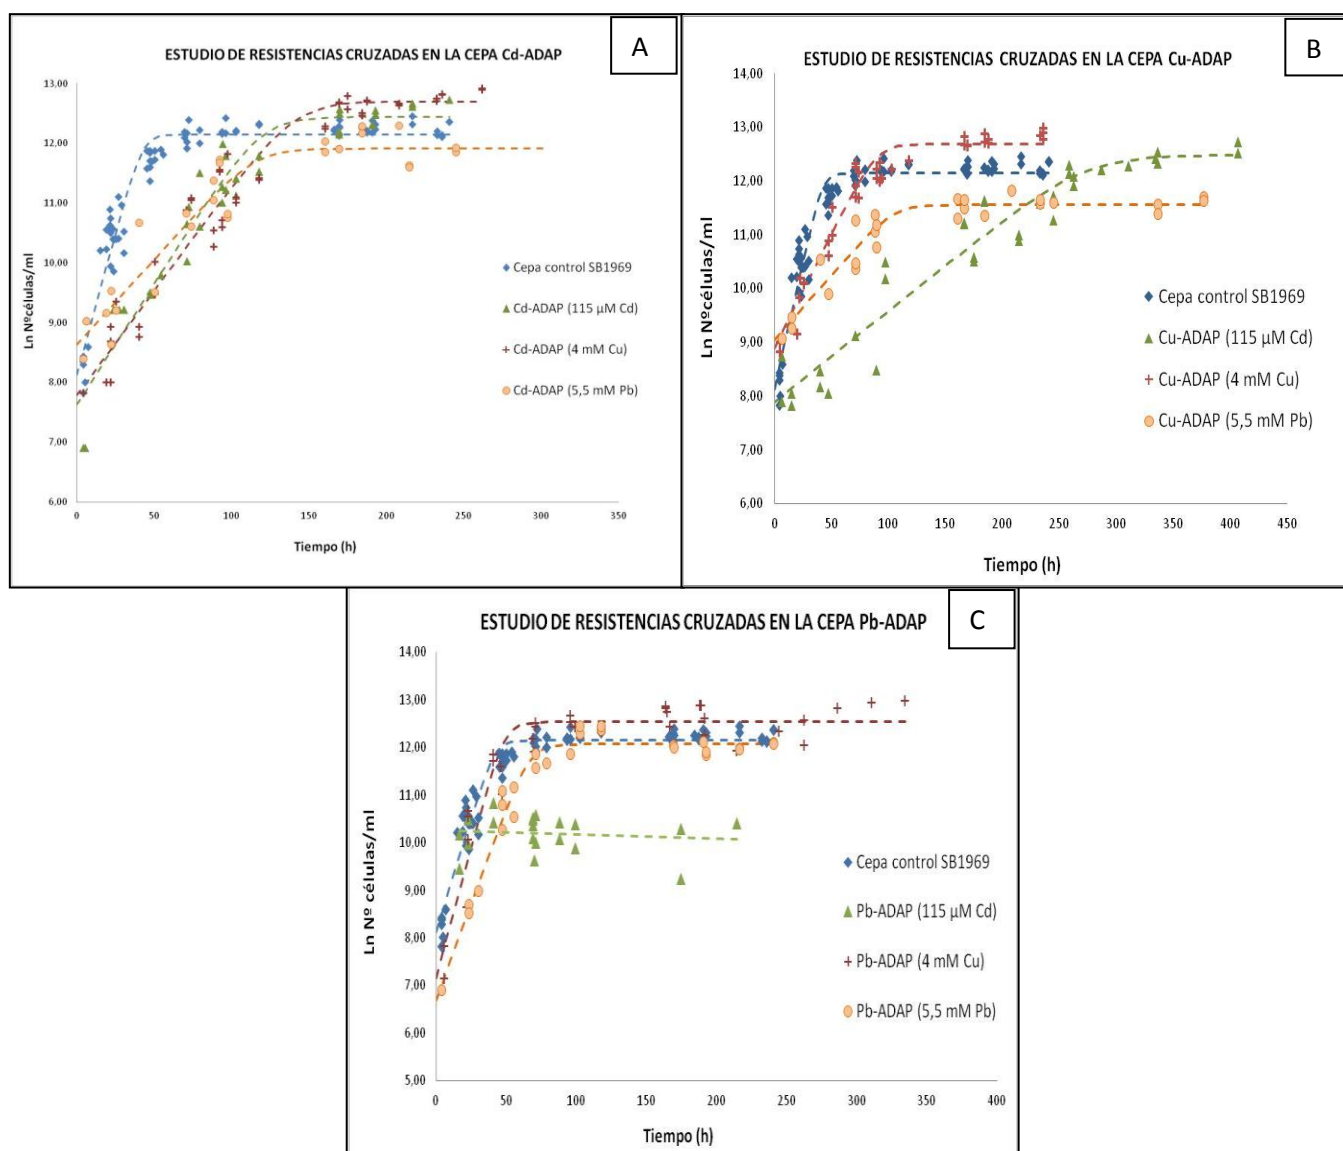 A
ESTUDIO DE RESISTENCIAS CRUZADAS EN LA CEPA Cd-ADAP
13,00
12,00
11,00
10,00
9,00
8,00
7,00
6,00
Ln Nºcélulas/ml
0 50 100 150 200 250 300 350
Tiempo (h)
Cepa control SB1969
Cd-ADAP (115 µM Cd)
Cd-ADAP (4 mM Cu)
Cd-ADAP (5,5 mM Pb)
B
ESTUDIO DE RESISTENCIAS CRUZADAS EN LA CEPA Cu-ADAP
14,00
13,00
12,00
11,00
10,00
9,00
8,00
7,00
6,00
Ln Nºcélulas/ml
0 50 100 150 200 250 300 350 400 450
Tiempo (h)
Cepa control SB1969
Cu-ADAP (115 µM Cd)
Cu-ADAP (4 mM Cu)
Cu-ADAP (5,5 mM Pb)
C
ESTUDIO DE RESISTENCIAS CRUZADAS EN LA CEPA Pb-ADAP
14,00
13,00
12,00
11,00
10,00
9,00
8,00
7,00
6,00
5,00
Ln Nº células/ml
0 50 100 150 200 250 300 350 400
Tiempo (h)
Cepa control SB1969
Pb-ADAP (115 µM Cd)
Pb-ADAP (4 mM Cu)
Pb-ADAP (5,5 mM Pb)